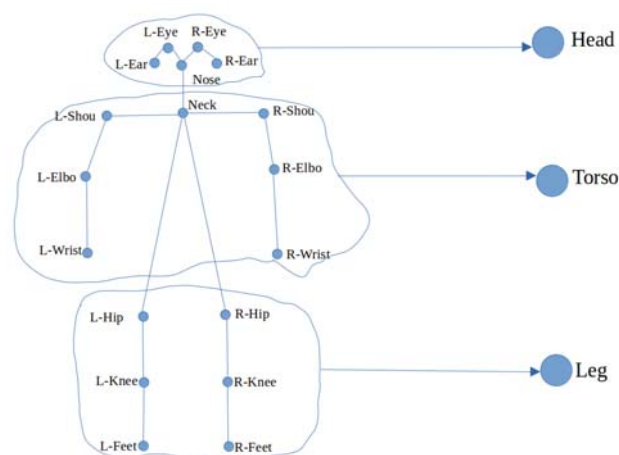 L-Eye R-Eye
Head
L-Ear R-Ear
Nose
Neck
L-Shou R-Shou
L-Elbo R-Elbo
Torso
L-Wrist R-Wrist
L-Hip R-Hip
Leg
L-Knee R-Knee
L-Feet R-Feet